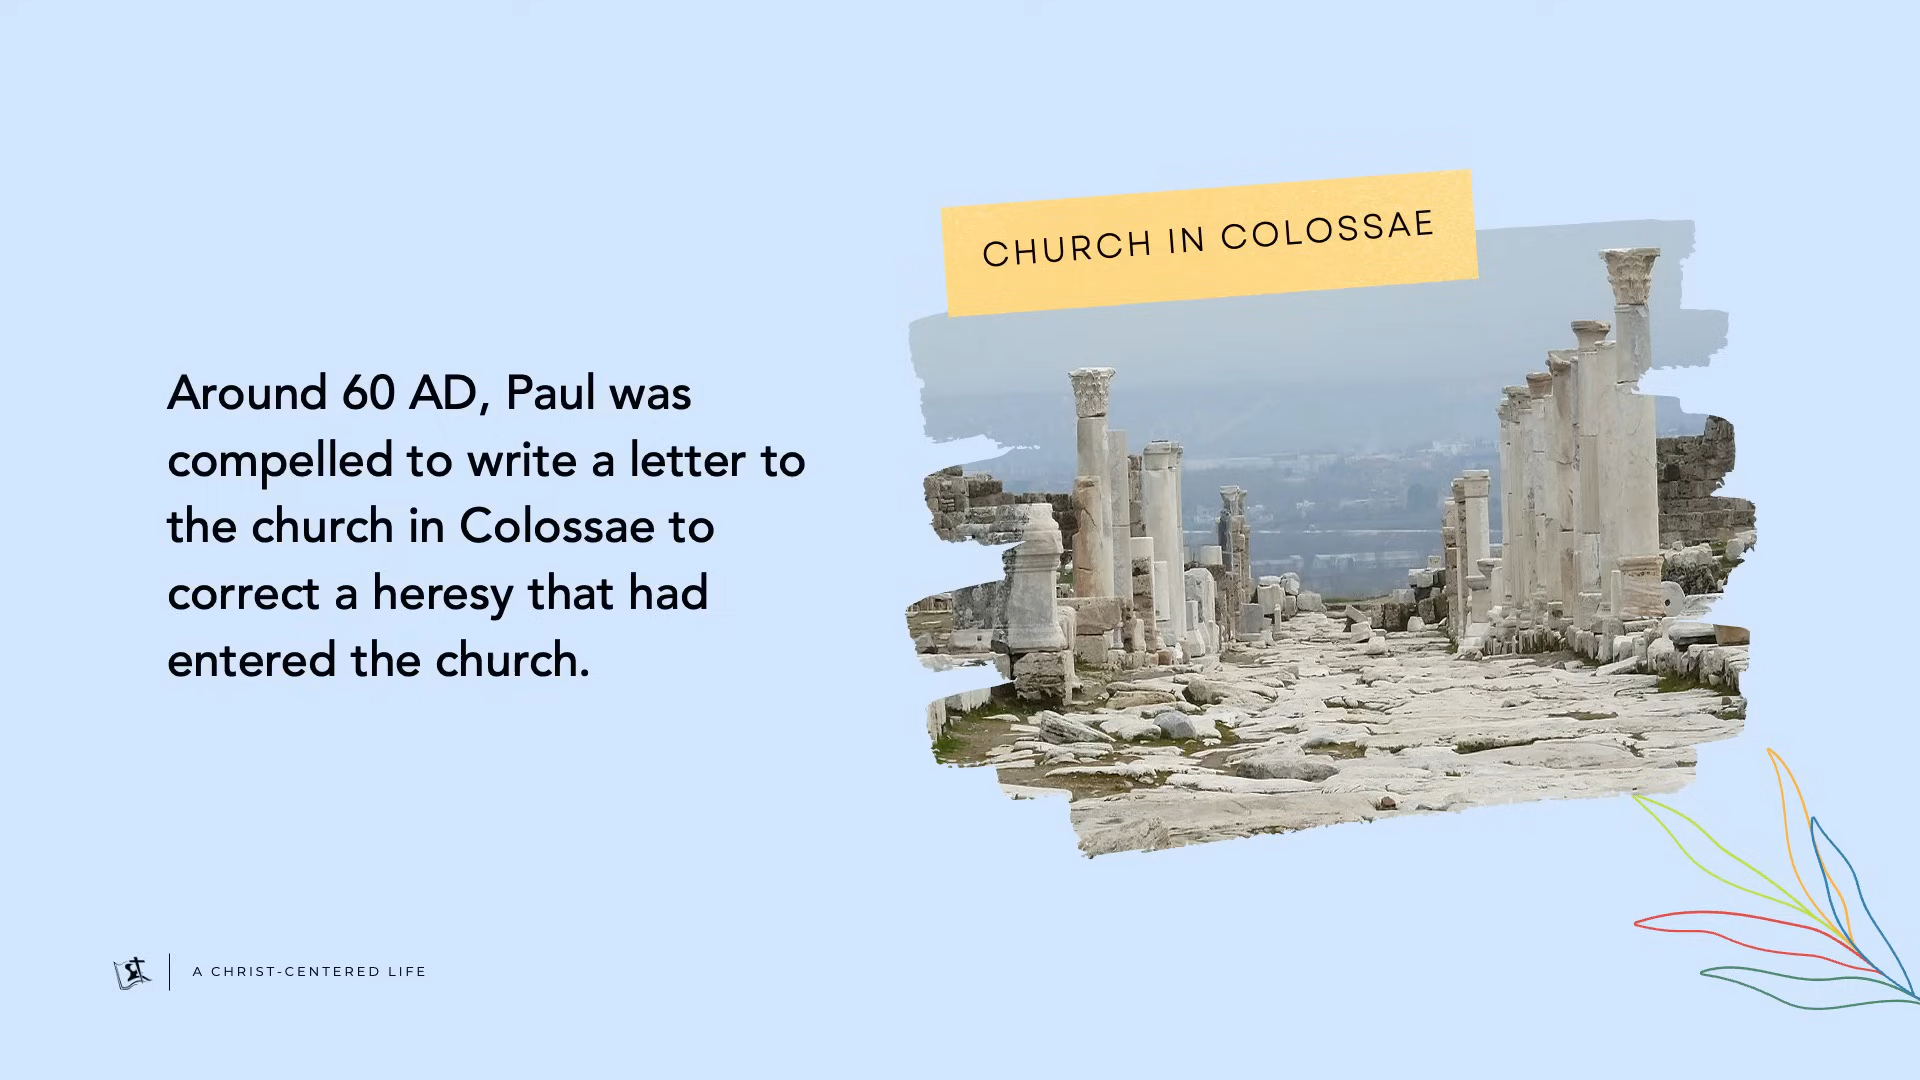 CHURCH IN COLOSSAE
Around 60 AD, Paul was
compelled to write a letter to
the church in Colossae to
correct a heresy that had
entered the church.
A CHRIST-CENTERED LIFE